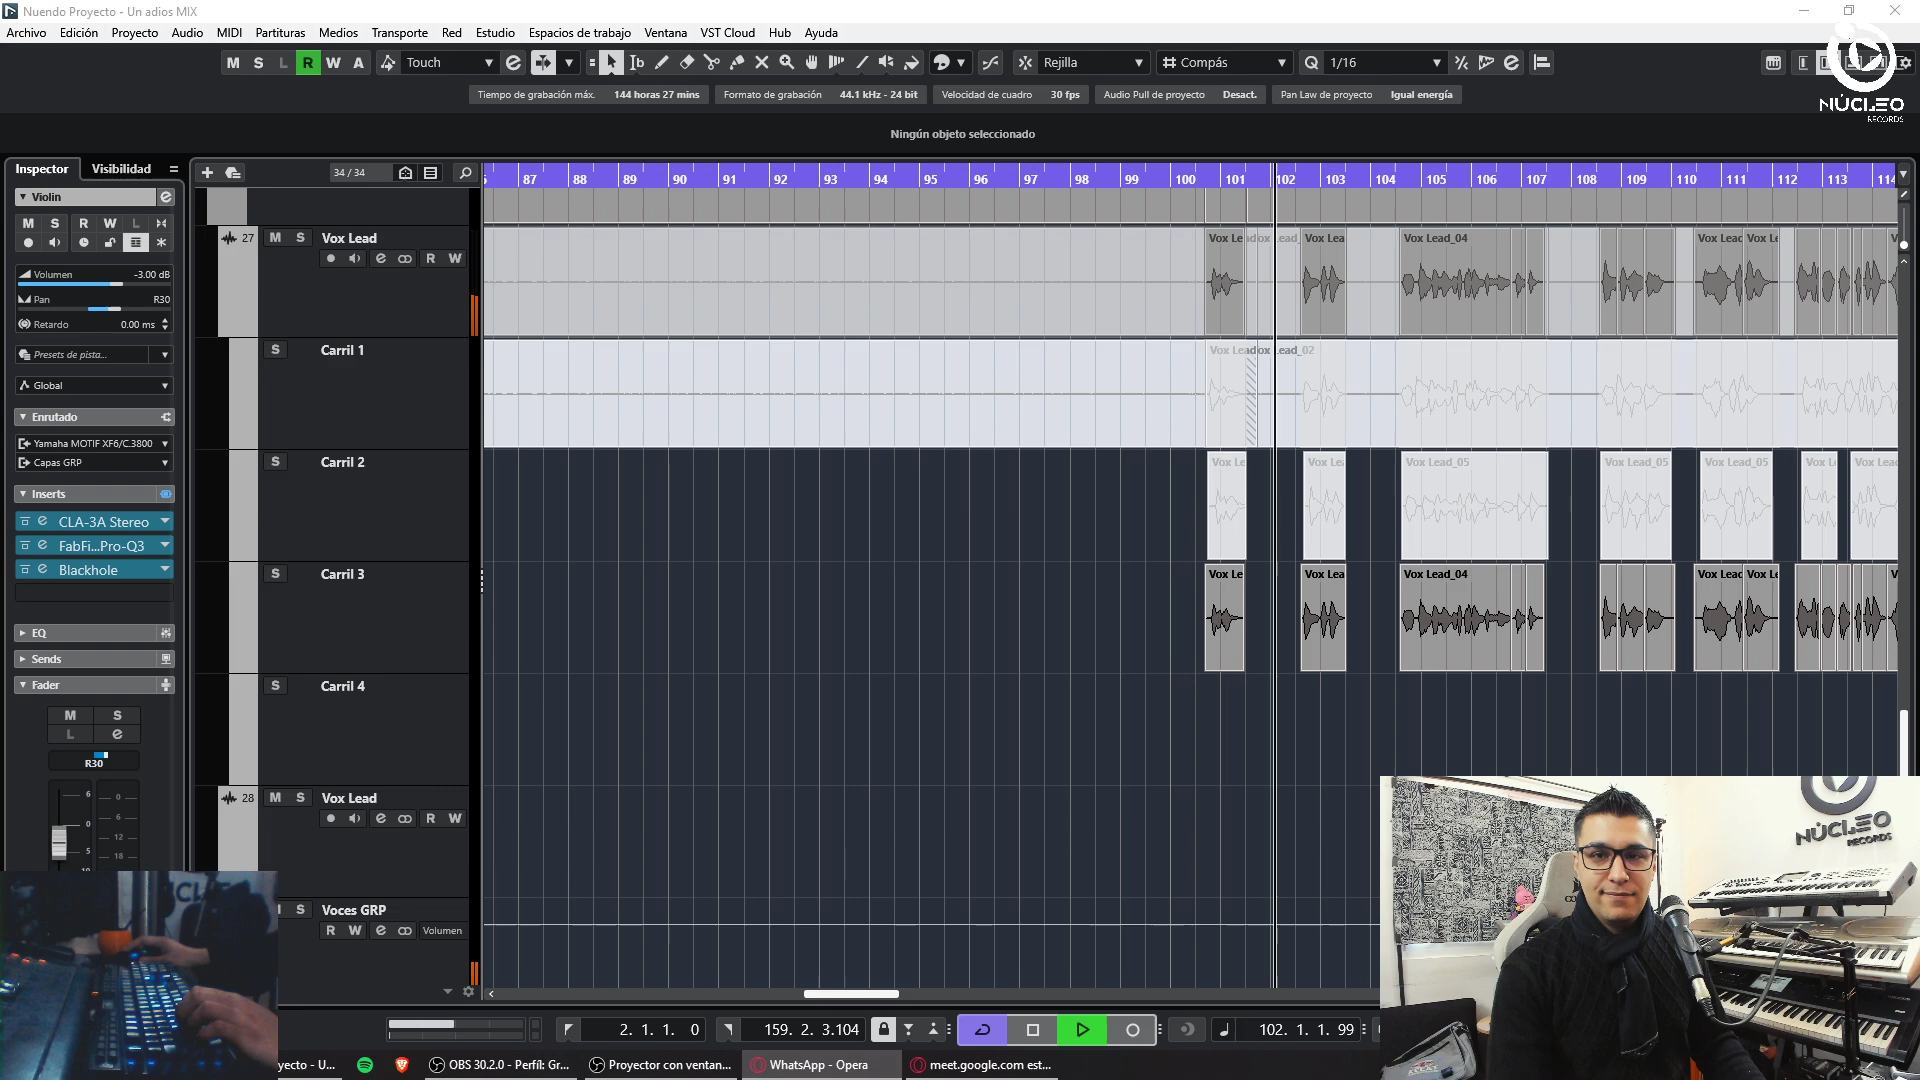 Nuendo Proyecto - Un adios MIX
Archivo Edición Proyecto Audio MIDI Partituras Medios Transporte Red Estudio Espacios de trabajo Ventana VST Cloud Hub Ayuda
M S L R W A Touch Rejilla Compás Q 1/16
NÚCLEO
RECORDS
Tiempo de grabación máx. 144 horas 27 mins Formato de grabación 44.1 kHz - 24 bit Velocidad de cuadro 30 fps Audio Pull de proyecto Desact. Pan Law de proyecto Igual energía
Ningún objeto seleccionado
Inspector Visibilidad
34 / 34
87 88 89 90 91 92 93 94 95 96 97 98 99 100 101 102 103 104 105 106 107 108 109 110 111 112 113 114
Violin
M S R W L
Volumen -3.00 dB
Pan R30
Retardo 0.00 ms
Presets de pista...
Global
Enrutado
Yamaha MOTIF XF6/C.3800
Capas GRP
Inserts
CLA-3A Stereo
FabFi...Pro-Q3
Blackhole
EQ
Sends
Fader
M S
L e
R30
6 0
0 6
5 12
18
27 M S Vox Lead
R W
Vox Le Vox Lea Vox Lead_04 Vox Leac Vox Le
S Carril 1
Vox Lead_02
S Carril 2
Vox Le Vox Lea Vox Lead_05 Vox Lead_05 Vox Lead_05 Vox L Vox Lead
S Carril 3
Vox Le Vox Lea Vox Lead_04 Vox Leac Vox Le
S Carril 4
28 M S Vox Lead
R W
S Voces GRP
R W Volumen
NÚCLEO
RECORDS
2. 1. 1. 0 159. 2. 3.104 102. 1. 1. 99
yecto - U... OBS 30.2.0 - Perfil: Gr... Proyector con ventan... WhatsApp - Opera meet.google.com est...